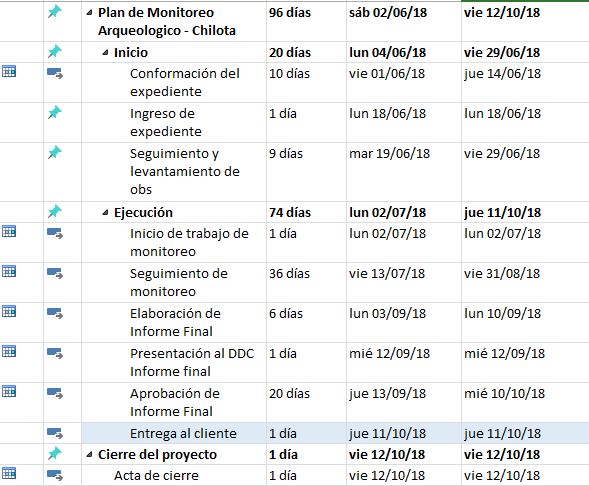 Plan de Monitoreo 96 días sáb 02/06/18 vie 12/10/18
Arqueologico - Chilota
Inicio 20 días lun 04/06/18 vie 29/06/18
Conformación del 10 días vie 01/06/18 jue 14/06/18
expediente
Ingreso de 1 día lun 18/06/18 lun 18/06/18
expediente
Seguimiento y 9 días mar 19/06/18 vie 29/06/18
levantamiento de
obs
Ejecución 74 días lun 02/07/18 jue 11/10/18
Inicio de trabajo de 1 día lun 02/07/18 lun 02/07/18
monitoreo
Seguimiento de 36 días vie 13/07/18 vie 31/08/18
monitoreo
Elaboración de 6 días lun 03/09/18 lun 10/09/18
Informe Final
Presentación al DDC 1 día mié 12/09/18 mié 12/09/18
Informe final
Aprobación de 20 días jue 13/09/18 mié 10/10/18
Informe Final
Entrega al cliente 1 día jue 11/10/18 jue 11/10/18
Cierre del proyecto 1 día vie 12/10/18 vie 12/10/18
Acta de cierre 1 día vie 12/10/18 vie 12/10/18